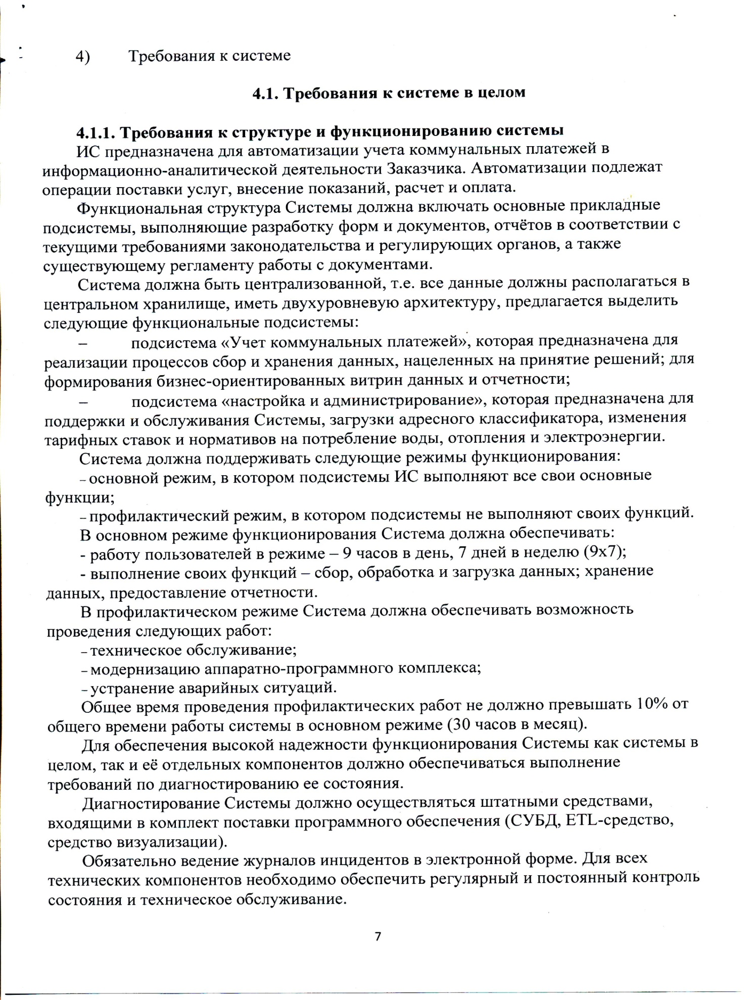 4) Требования к системе
4.1. Требования к системе в целом
4.1.1. Требования к структуре и функционированию системы
ИС предназначена для автоматизации учета коммунальных платежей в
информационно-аналитической деятельности Заказчика. Автоматизации подлежат
операции поставки услуг, внесение показаний, расчет и оплата.
Функциональная структура Системы должна включать основные прикладные
подсистемы, выполняющие разработку форм и документов, отчётов в соответствии с
текущими требованиями законодательства и регулирующих органов, а также
существующему регламенту работы с документами.
Система должна быть централизованной, т.е. все данные должны располагаться в
центральном хранилище, иметь двухуровневую архитектуру, предлагается выделить
следующие функциональные подсистемы:
– подсистема «Учет коммунальных платежей», которая предназначена для
реализации процессов сбор и хранения данных, нацеленных на принятие решений; для
формирования бизнес-ориентированных витрин данных и отчетности;
– подсистема «настройка и администрирование», которая предназначена для
поддержки и обслуживания Системы, загрузки адресного классификатора, изменения
тарифных ставок и нормативов на потребление воды, отопления и электроэнергии.
Система должна поддерживать следующие режимы функционирования:
– основной режим, в котором подсистемы ИС выполняют все свои основные
функции;
– профилактический режим, в котором подсистемы не выполняют своих функций.
В основном режиме функционирования Система должна обеспечивать:
- работу пользователей в режиме – 9 часов в день, 7 дней в неделю (9х7);
- выполнение своих функций – сбор, обработка и загрузка данных; хранение
данных, предоставление отчетности.
В профилактическом режиме Система должна обеспечивать возможность
проведения следующих работ:
– техническое обслуживание;
– модернизацию аппаратно-программного комплекса;
– устранение аварийных ситуаций.
Общее время проведения профилактических работ не должно превышать 10% от
общего времени работы системы в основном режиме (30 часов в месяц).
Для обеспечения высокой надежности функционирования Системы как системы в
целом, так и её отдельных компонентов должно обеспечиваться выполнение
требований по диагностированию ее состояния.
Диагностирование Системы должно осуществляться штатными средствами,
входящими в комплект поставки программного обеспечения (СУБД, ETL-средство,
средство визуализации).
Обязательно ведение журналов инцидентов в электронной форме. Для всех
технических компонентов необходимо обеспечить регулярный и постоянный контроль
состояния и техническое обслуживание.
7